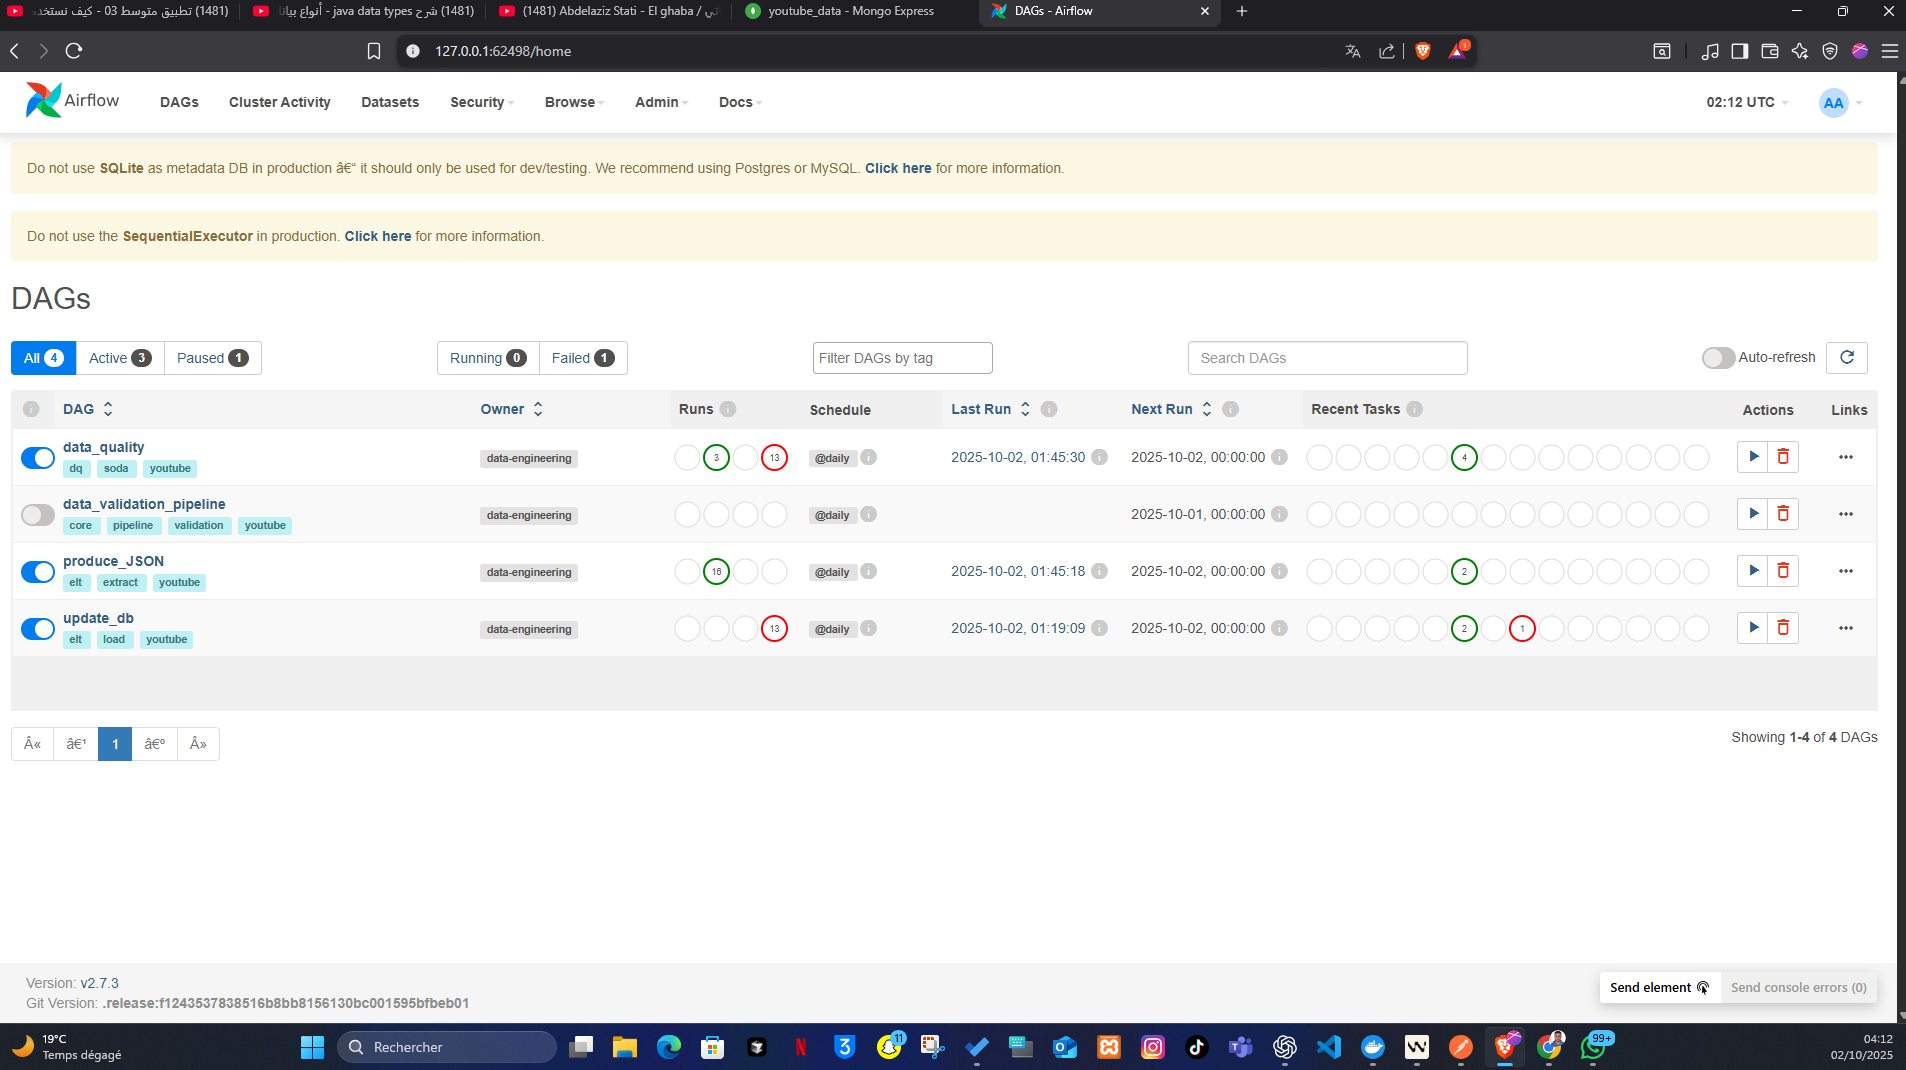 (1481) تطبيق متوسط 03 - كيف نستخد
(1481) شرح java data types - أنواع بيانا
(1481) Abdelaziz Stati - El ghaba /
youtube_data - Mongo Express
DAGs - Airflow
127.0.0.1:62498/home
1
Airflow
DAGs
Cluster Activity
Datasets
Security
Browse
Admin
Docs
02:12 UTC
AA
Do not use SQLite as metadata DB in production â€“ it should only be used for dev/testing. We recommend using Postgres or MySQL. Click here for more information.
Do not use the SequentialExecutor in production. Click here for more information.
DAGs
All 4
Active 3
Paused 1
Running 0
Failed 1
Filter DAGs by tag
Search DAGs
Auto-refresh
DAG Owner Runs Schedule Last Run Next Run Recent Tasks Actions Links
data_quality
dq soda youtube
data-engineering 3 13 @daily 2025-10-02, 01:45:30 2025-10-02, 00:00:00 4
data_validation_pipeline
core pipeline validation youtube
data-engineering @daily 2025-10-01, 00:00:00
produce_JSON
elt extract youtube
data-engineering 16 @daily 2025-10-02, 01:45:18 2025-10-02, 00:00:00 2
update_db
elt load youtube
data-engineering 13 @daily 2025-10-02, 01:19:09 2025-10-02, 00:00:00 2 1
Â« â€¹ 1 â€º Â»
Showing 1-4 of 4 DAGs
Version: v2.7.3
Git Version: .release:f1243537838516b8bb8156130bc001595bfbeb01
Send element
Send console errors (0)
19°C
Temps dégagé
Rechercher
11
99+
04:12
02/10/2025